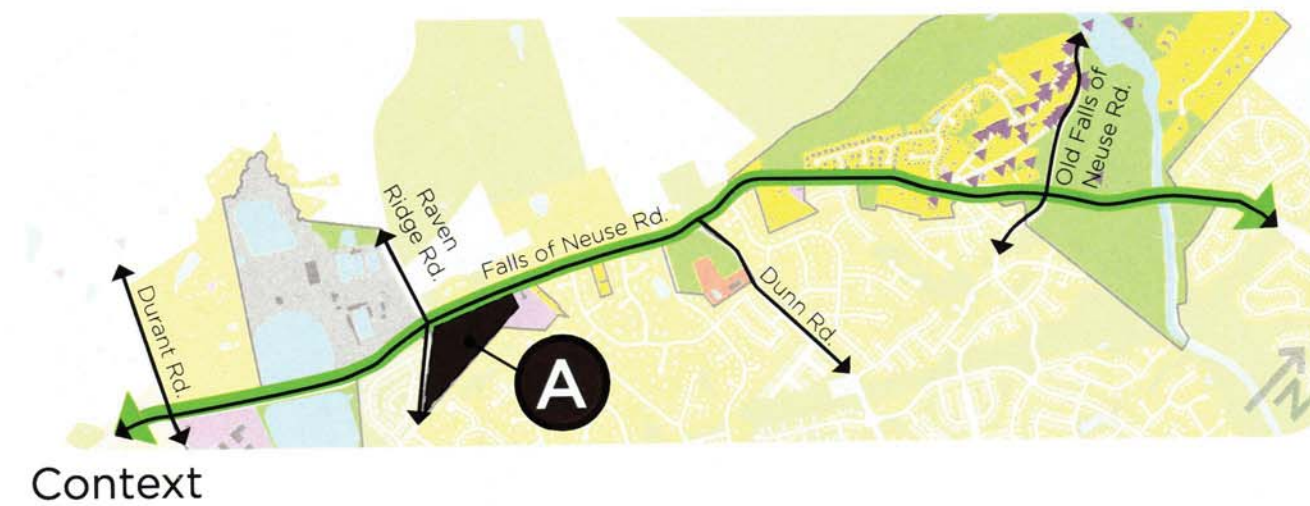 Durant Rd.
Raven
Ridge Rd.
Falls of Neuse Rd.
Dunn Rd.
Old Falls of
Neuse Rd.
A
N
Context